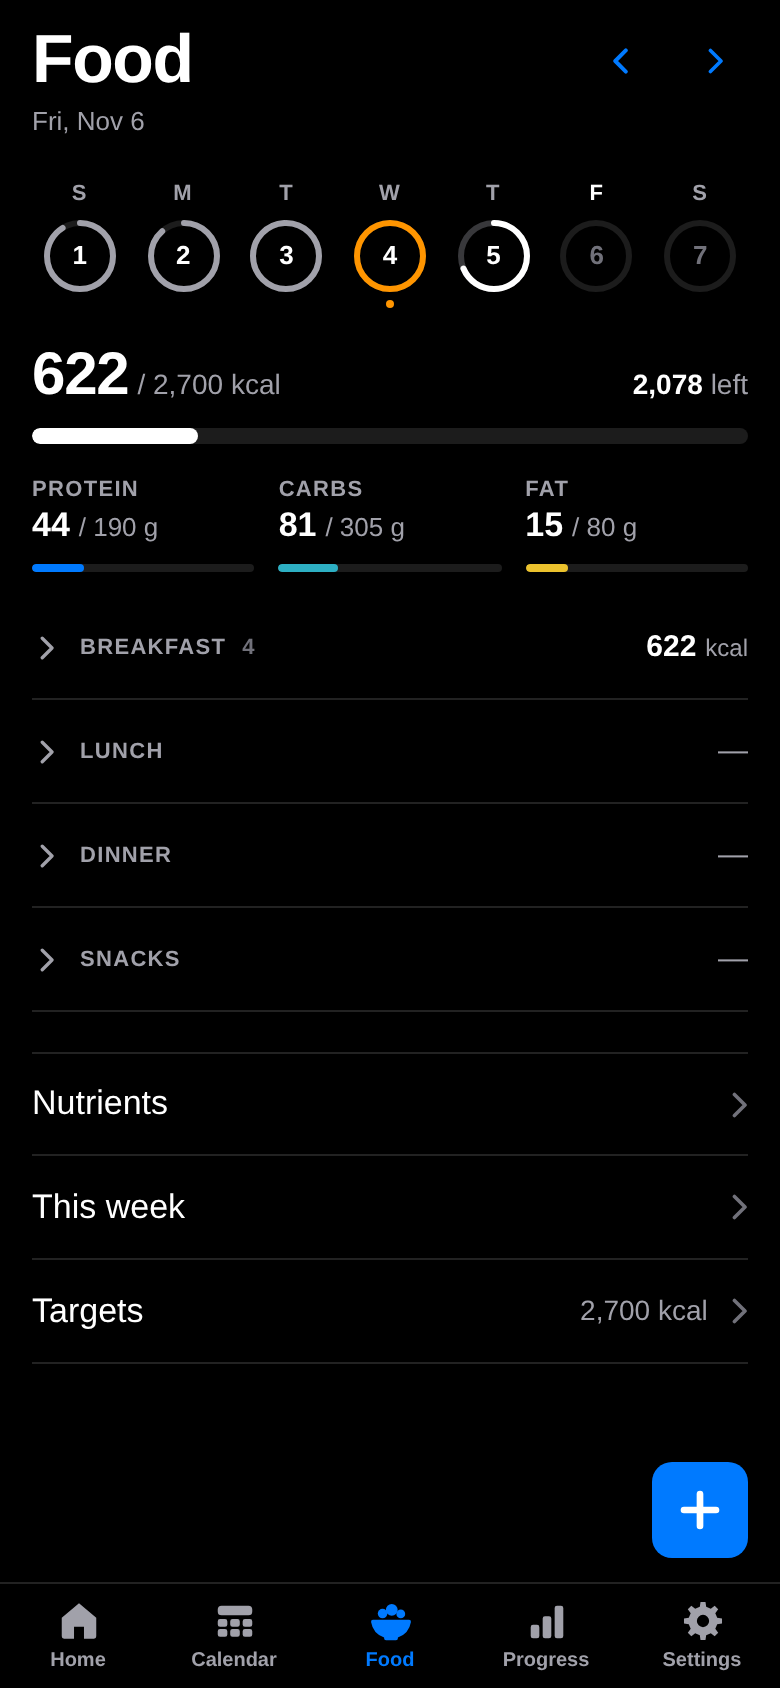 Food
Fri, Nov 6
S M T W T F S
1 2 3 4 5 6 7
622 / 2,700 kcal 2,078 left
PROTEIN CARBS FAT
44 / 190 g 81 / 305 g 15 / 80 g
BREAKFAST 4 622 kcal
LUNCH —
DINNER —
SNACKS —
Nutrients
This week
Targets 2,700 kcal
Home Calendar Food Progress Settings